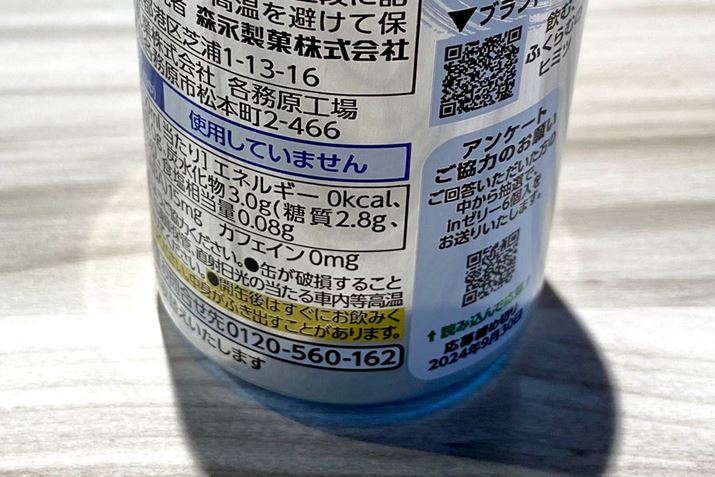 高温を避けて保
者 森永製菓株式会社
港区芝浦1-13-16
株式会社 各務原工場
務原市松本町2-466
使用していません
当たり] エネルギー 0kcal、
炭水化物 3.0g(糖質2.8g、
食塩相当量 0.08g
15mg カフェイン 0mg
ください。●缶が破損すること
直射日光の当たる車内等高温
●開缶後はすぐにお飲みく
中身がふき出すことがあります。
合せ先 0120-560-162
えいたします
▼ブラン
飲む、
ふくらむの
ヒミツ
アンケート
ご協力のお願い
ご回答いただいた方の
中から抽選で、
inゼリー6個入を
お送りいたします。
↑読み込んで応募!
応募締め切り
2024年9月30日